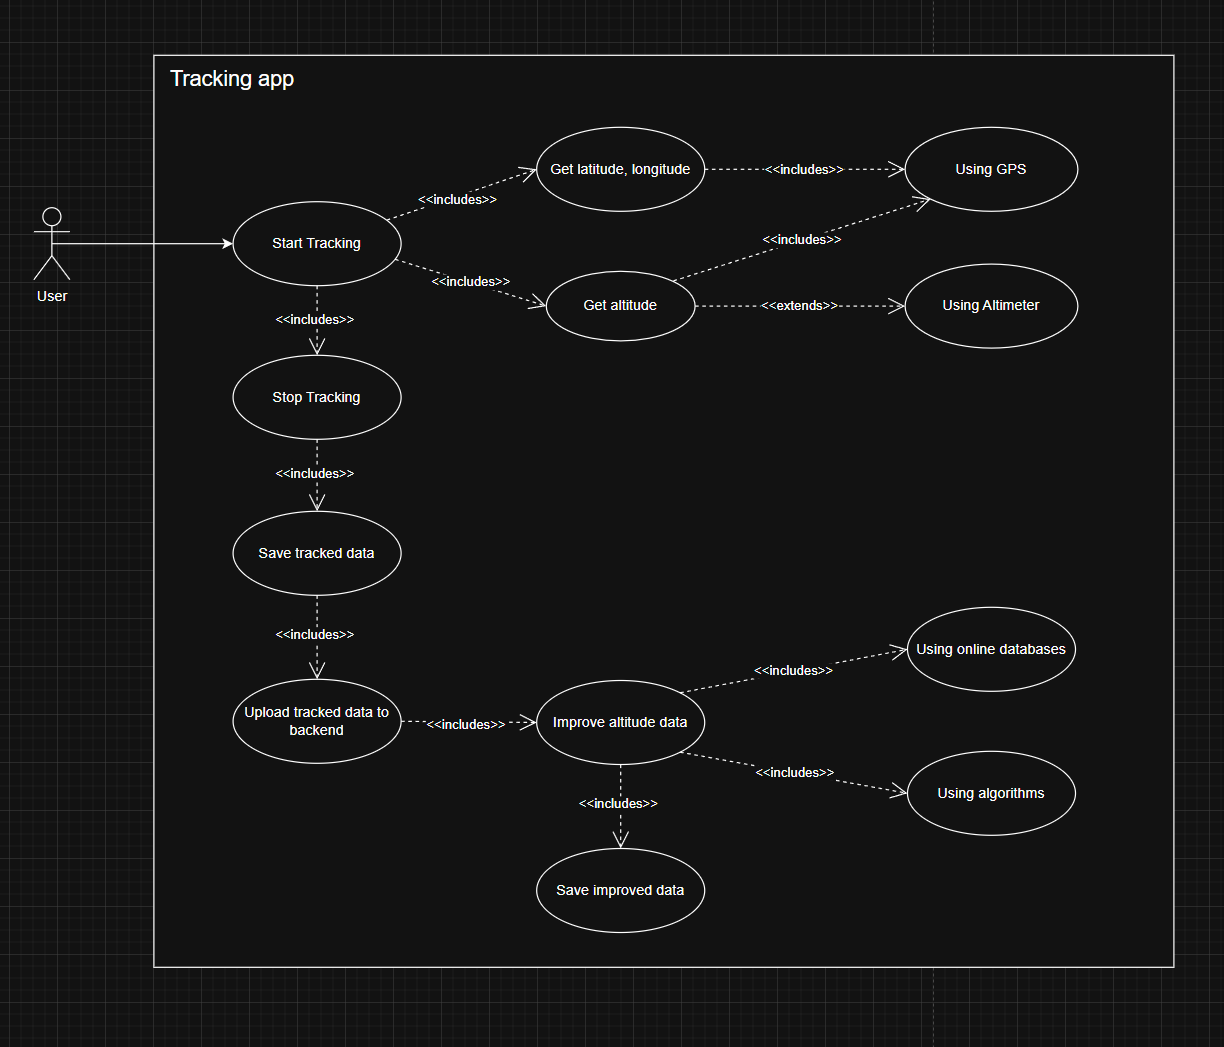 Tracking app
Get latitude, longitude
<<includes>>
Using GPS
<<includes>>
Start Tracking
<<includes>>
User
<<includes>>
Get altitude
<<extends>>
Using Altimeter
<<includes>>
Stop Tracking
<<includes>>
Save tracked data
<<includes>>
Upload tracked data to
backend
<<includes>>
Improve altitude data
<<includes>>
Using online databases
<<includes>>
Using algorithms
<<includes>>
Save improved data